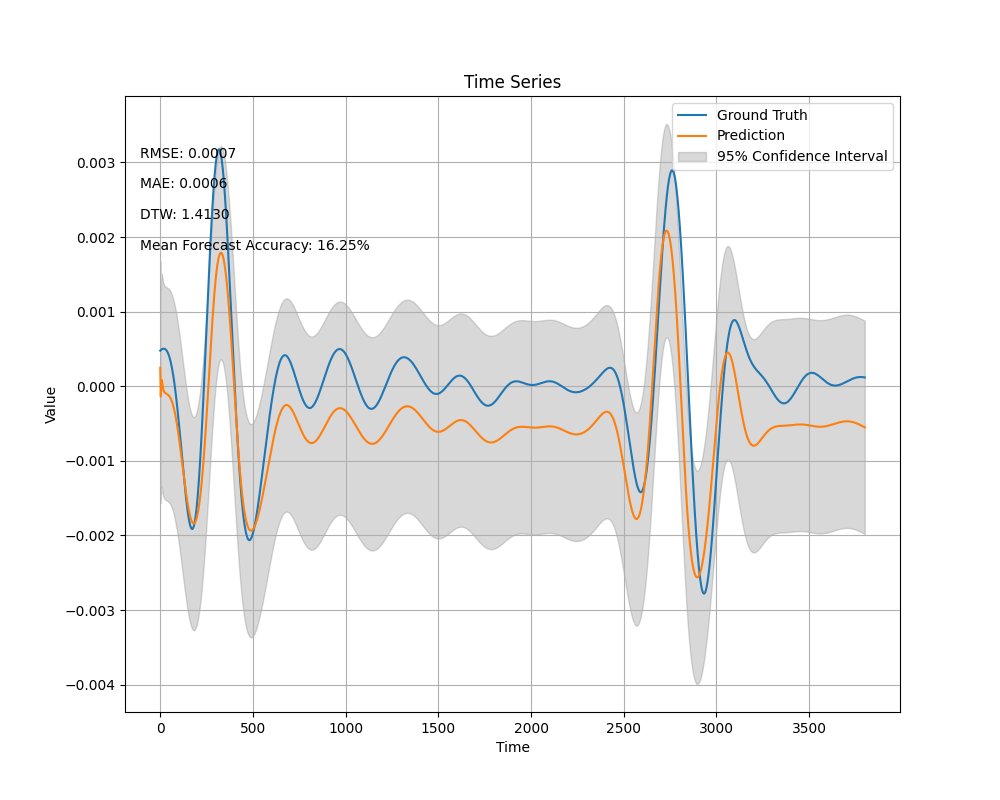 Time Series
Ground Truth
Prediction
95% Confidence Interval
RMSE: 0.0007
MAE: 0.0006
DTW: 1.4130
Mean Forecast Accuracy: 16.25%
Value
0.003
0.002
0.001
0.000
−0.001
−0.002
−0.003
−0.004
0 500 1000 1500 2000 2500 3000 3500
Time